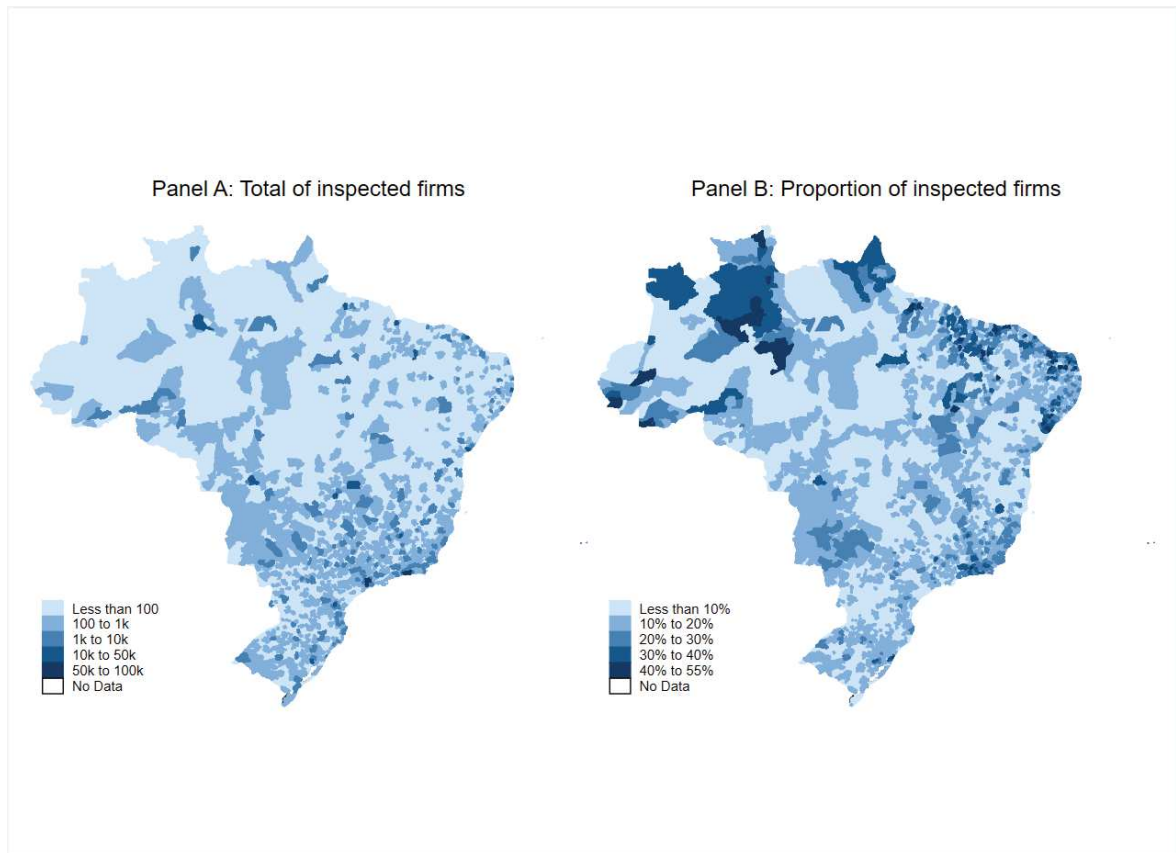 Panel A: Total of inspected firms
Less than 100
100 to 1k
1k to 10k
10k to 50k
50k to 100k
No Data
Panel B: Proportion of inspected firms
Less than 10%
10% to 20%
20% to 30%
30% to 40%
40% to 55%
No Data